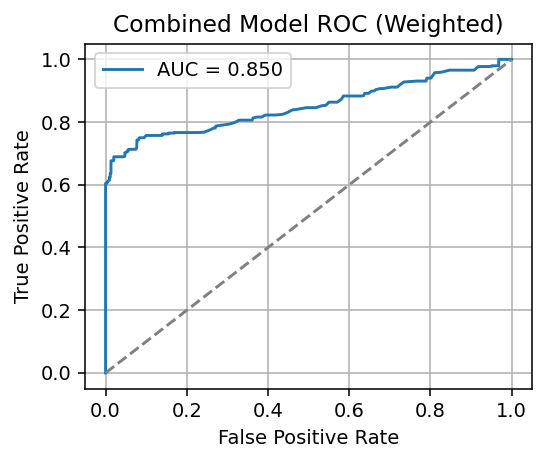 Combined Model ROC (Weighted)
AUC = 0.850
True Positive Rate
1.0
0.8
0.6
0.4
0.2
0.0
0.0 0.2 0.4 0.6 0.8 1.0
False Positive Rate